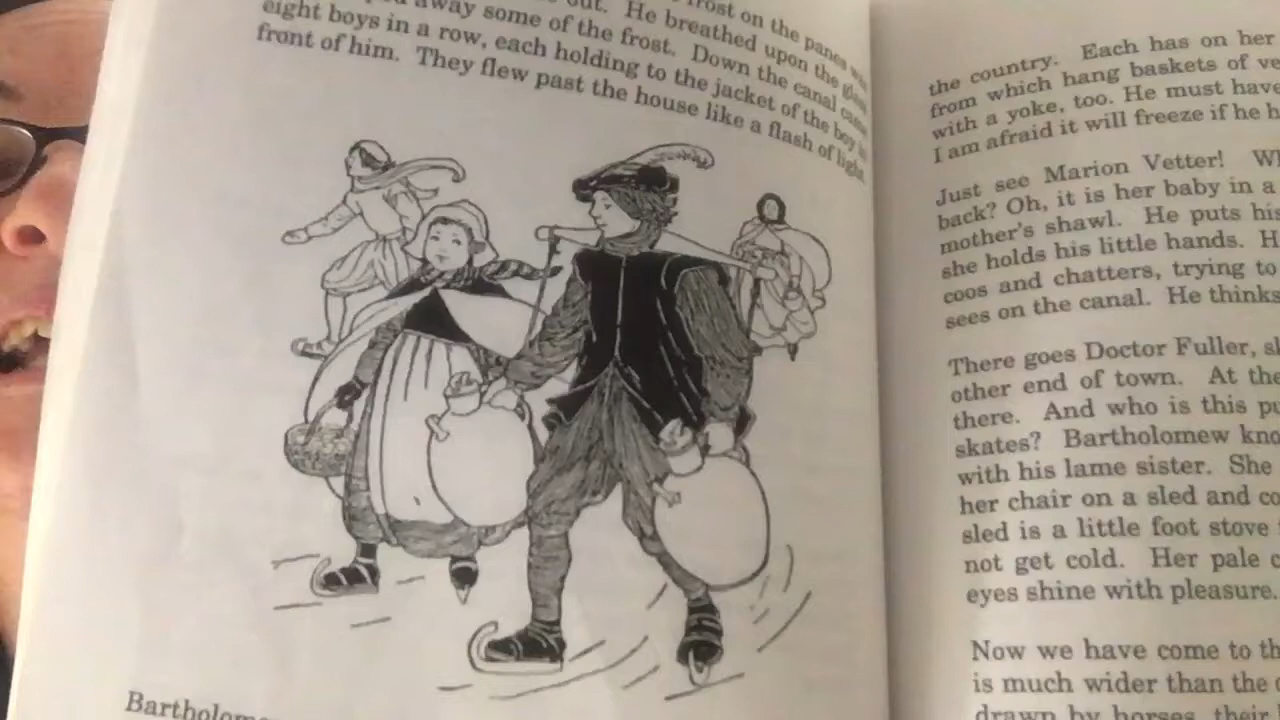 frost on the panes
out. He breathed upon the glass
away some of the frost. Down the canal came
eight boys in a row, each holding to the jacket of the boy in
front of him. They flew past the house like a flash of light.
Bartholom
the country. Each has on her
from which hang baskets of ve
with a yoke, too. He must have
I am afraid it will freeze if he h
Just see Marion Vetter! Wh
back? Oh, it is her baby in a
mother's shawl. He puts his
she holds his little hands. H
coos and chatters, trying to
sees on the canal. He thinks
There goes Doctor Fuller, sk
other end of town. At the
there. And who is this pu
skates? Bartholomew kno
with his lame sister. She
her chair on a sled and co
sled is a little foot stove
not get cold. Her pale c
eyes shine with pleasure.
Now we have come to th
is much wider than the c
drawn by horses, their